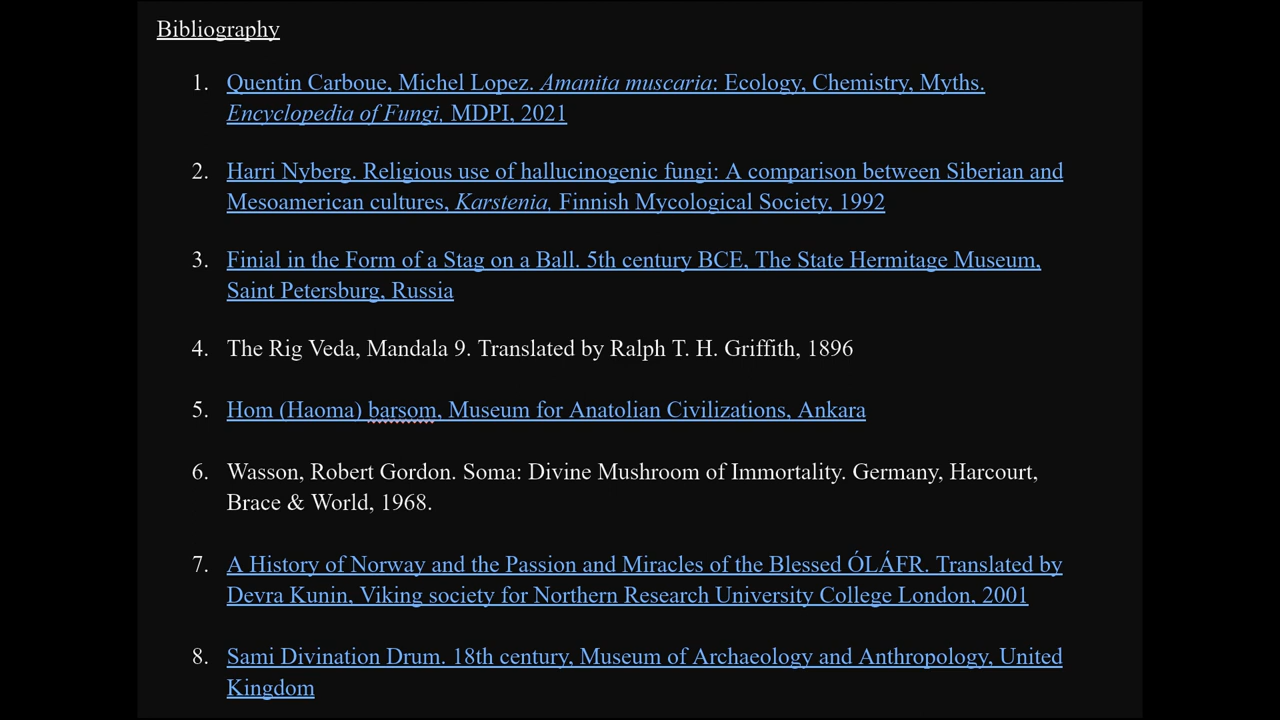 Bibliography
1. Quentin Carboue, Michel Lopez. Amanita muscaria: Ecology, Chemistry, Myths.
Encyclopedia of Fungi, MDPI, 2021
2. Harri Nyberg. Religious use of hallucinogenic fungi: A comparison between Siberian and
Mesoamerican cultures, Karstenia, Finnish Mycological Society, 1992
3. Finial in the Form of a Stag on a Ball. 5th century BCE, The State Hermitage Museum,
Saint Petersburg, Russia
4. The Rig Veda, Mandala 9. Translated by Ralph T. H. Griffith, 1896
5. Hom (Haoma) barsom, Museum for Anatolian Civilizations, Ankara
6. Wasson, Robert Gordon. Soma: Divine Mushroom of Immortality. Germany, Harcourt,
Brace & World, 1968.
7. A History of Norway and the Passion and Miracles of the Blessed ÓLÁFR. Translated by
Devra Kunin, Viking society for Northern Research University College London, 2001
8. Sami Divination Drum. 18th century, Museum of Archaeology and Anthropology, United
Kingdom